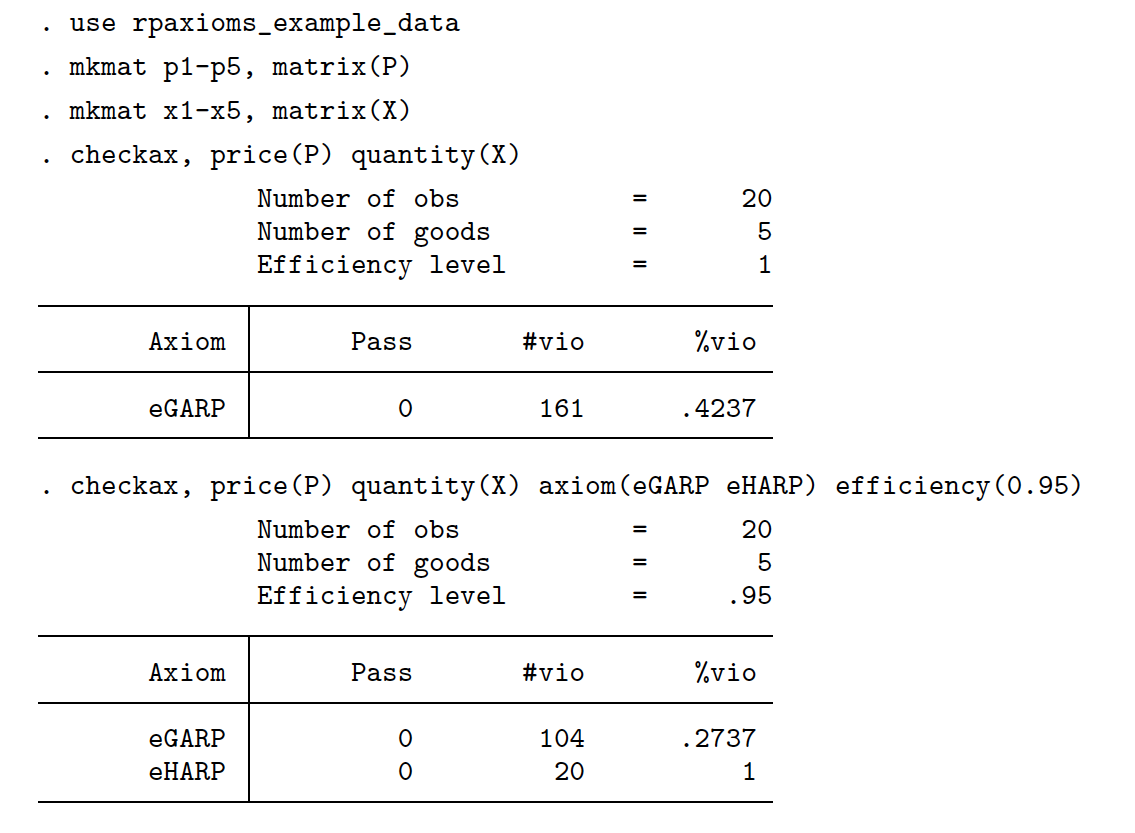 . use rpaxioms_example_data
. mkmat p1-p5, matrix(P)
. mkmat x1-x5, matrix(X)
. checkax, price(P) quantity(X)
Number of obs = 20
Number of goods = 5
Efficiency level = 1
Axiom Pass #vio %vio
eGARP 0 161 .4237
. checkax, price(P) quantity(X) axiom(eGARP eHARP) efficiency(0.95)
Number of obs = 20
Number of goods = 5
Efficiency level = .95
Axiom Pass #vio %vio
eGARP 0 104 .2737
eHARP 0 20 1